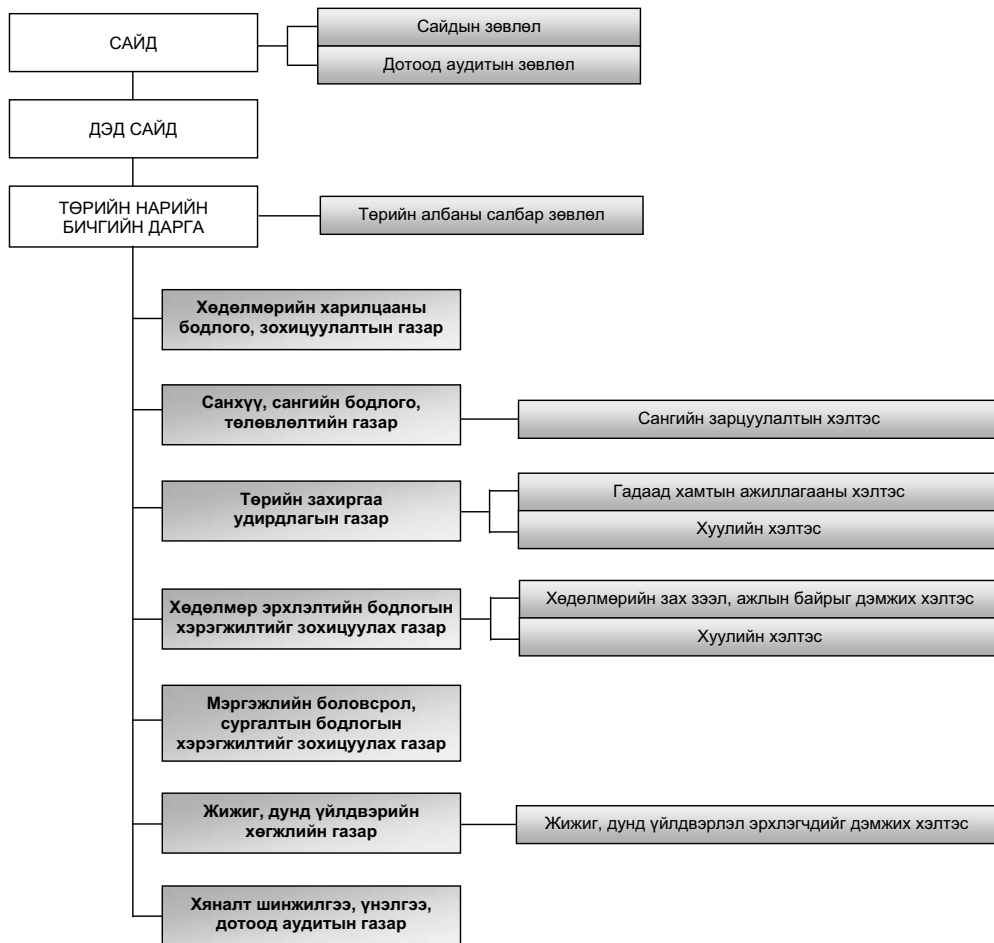 САЙД
Сайдын зөвлөл
Дотоод аудитын зөвлөл
ДЭД САЙД
ТӨРИЙН НАРИЙН
БИЧГИЙН ДАРГА
Төрийн албаны салбар зөвлөл
Хөдөлмөрийн харилцааны
бодлого, зохицуулалтын газар
Санхүү, сангийн бодлого,
төлөвлөлтийн газар
Сангийн зарцуулалтын хэлтэс
Төрийн захиргаа
удирдлагын газар
Гадаад хамтын ажиллагааны хэлтэс
Хуулийн хэлтэс
Хөдөлмөр эрхлэлтийн бодлогын
хэрэгжилтийг зохицуулах газар
Хөдөлмөрийн зах зээл, ажлын байрыг дэмжих хэлтэс
Хуулийн хэлтэс
Мэргэжлийн боловсрол,
сургалтын бодлогын
хэрэгжилтийг зохицуулах газар
Жижиг, дунд үйлдвэрийн
хөгжлийн газар
Жижиг, дунд үйлдвэрлэл эрхлэгчдийг дэмжих хэлтэс
Хяналт шинжилгээ, үнэлгээ,
дотоод аудитын газар